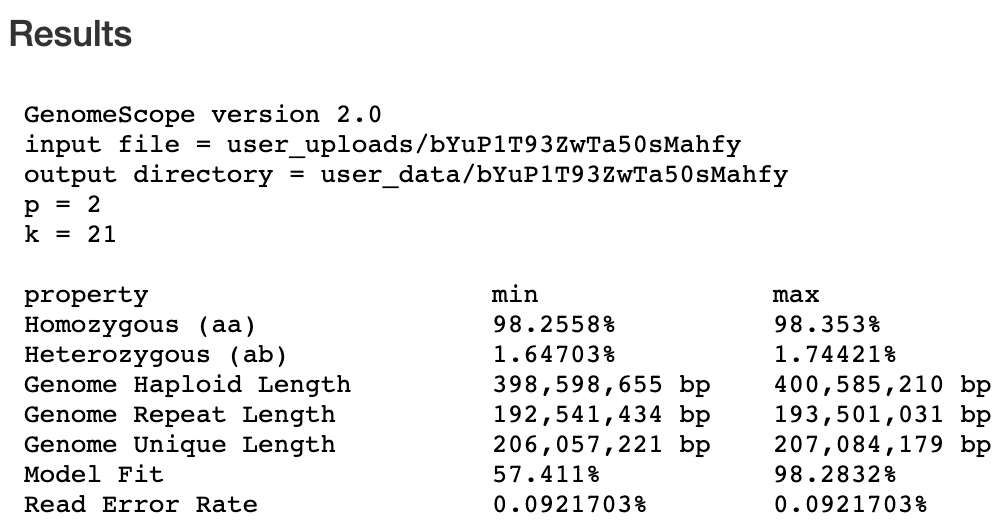 Results
GenomeScope version 2.0
input file = user_uploads/bYuP1T93ZwTa50sMahfy
output directory = user_data/bYuP1T93ZwTa50sMahfy
p = 2
k = 21
property min max
Homozygous (aa) 98.2558% 98.353%
Heterozygous (ab) 1.64703% 1.74421%
Genome Haploid Length 398,598,655 bp 400,585,210 bp
Genome Repeat Length 192,541,434 bp 193,501,031 bp
Genome Unique Length 206,057,221 bp 207,084,179 bp
Model Fit 57.411% 98.2832%
Read Error Rate 0.0921703% 0.0921703%